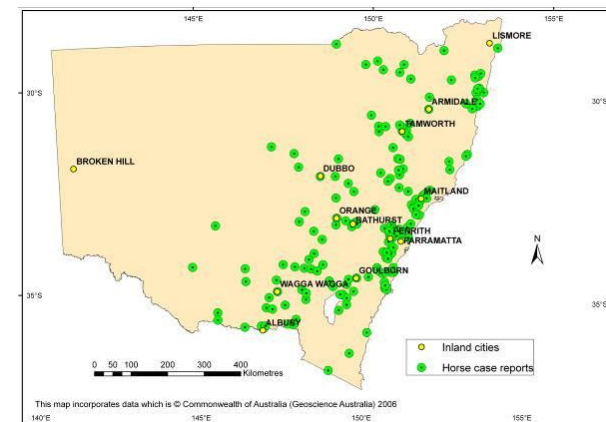 145°E 150°E 155°E
LISMORE
30°S 30°S
ARMIDALE
TAMWORTH
BROKEN HILL
DUBBO
MAITLAND
ORANGE
BATHURST
PENRITH
PARRAMATTA
N
GOULBORN
WAGGA WAGGA
35°S 35°S
ALBURY
Inland cities
0 50 100 200 300 400
Kilometres
Horse case reports
This map incorporates data which is © Commonwealth of Australia (Geoscience Australia) 2006
140°E 145°E 150°E 155°E